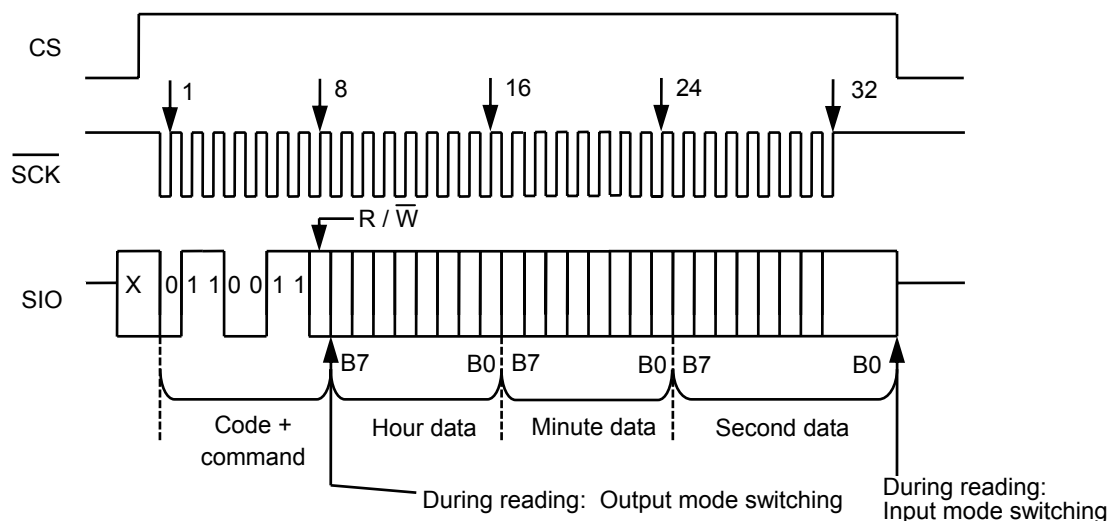 CS
1 8 16 24 32
SCK
R / W
SIO X 0 1 1 0 0 1 1
B7 B0 B7 B0 B7 B0
Code +
command
Hour data Minute data Second data
During reading: Output mode switching
During reading:
Input mode switching